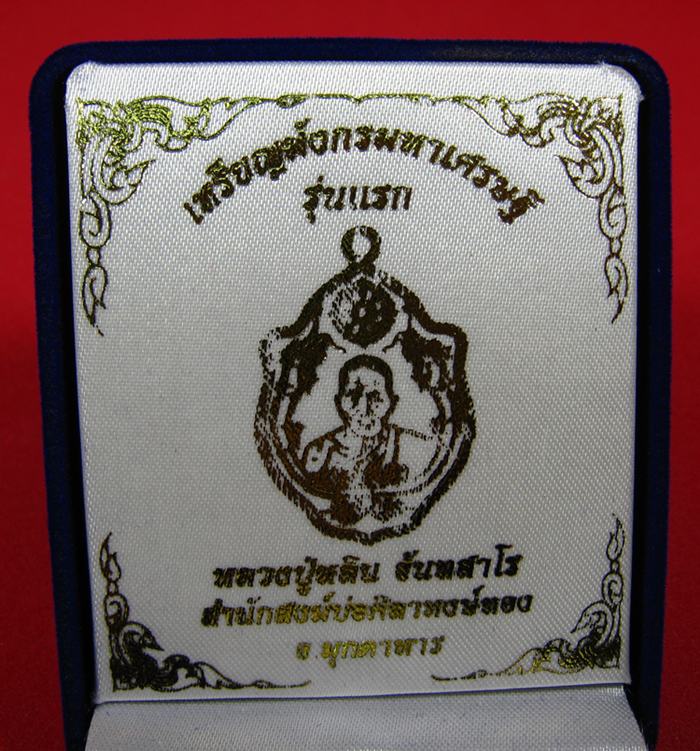 เหรียญมังกรมหาเศรษฐี
รุ่นแรก
หลวงปู่หลิน จันทสาโร
สำนักสงฆ์บ่อศิลาหงษ์ทอง
จ.มุกดาหาร